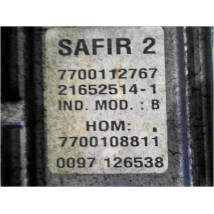 SAFIR 2
7700112767
21652514-1
IND. MOD. : B
HOM: .
7700108811
0097 126538